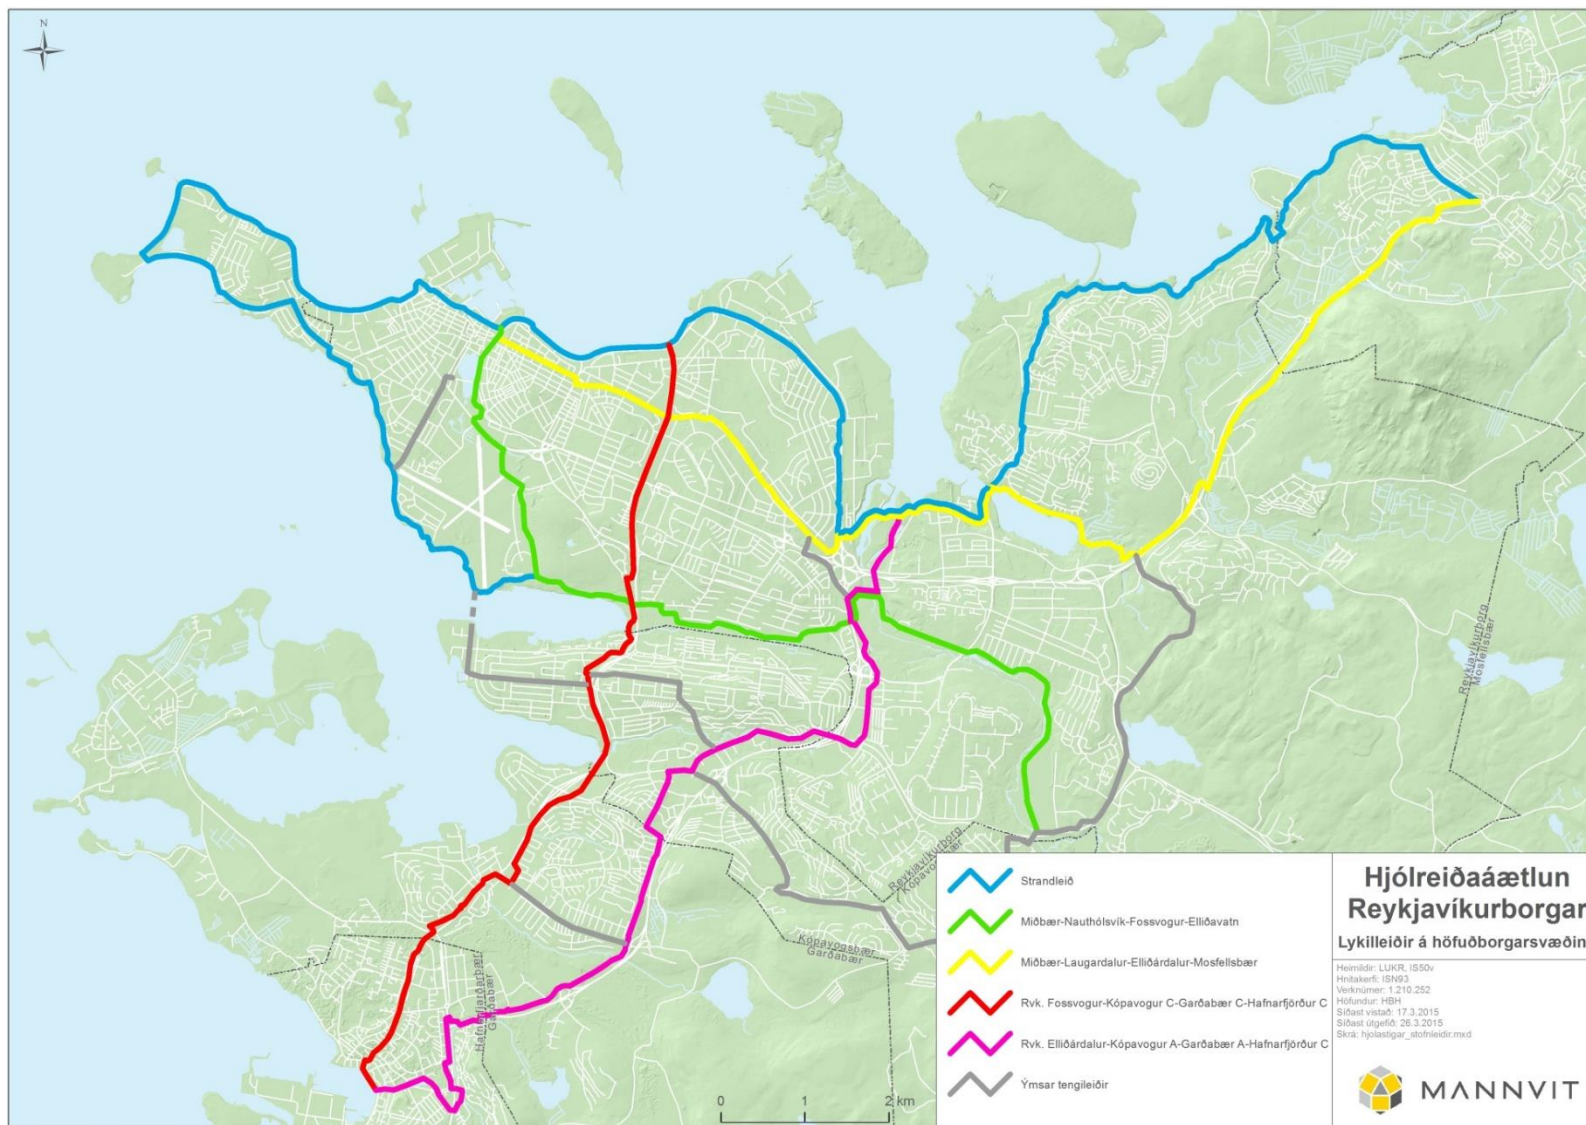 N
Reykjavíkurborg
Mosfellsbær
Reykjavíkurborg
Kópavogsbær
Kópavogsbær
Garðabær
Hafnarfjarðarbær
Garðabær
0 1 2 km
Strandleið
Miðbær-Nauthólsvík-Fossvogur-Elliðavatn
Miðbær-Laugardalur-Elliðárdalur-Mosfellsbær
Rvk. Fossvogur-Kópavogur C-Garðabær C-Hafnarfjörður C
Rvk. Elliðárdalur-Kópavogur A-Garðabær A-Hafnarfjörður C
Ýmsar tengileiðir
Hjólreiðaáætlun
Reykjavíkurborgar
Lykilleiðir á höfuðborgarsvæðin
Heimildir: LUKR, IS50v
Hnitakerfi: ISN93
Verknúmer: 1.210.252
Höfundur: HBH
Síðast vistað: 17.3.2015
Síðast útgefið: 26.3.2015
Skrá: hjolastigar_stofnleidir.mxd
MANNVIT